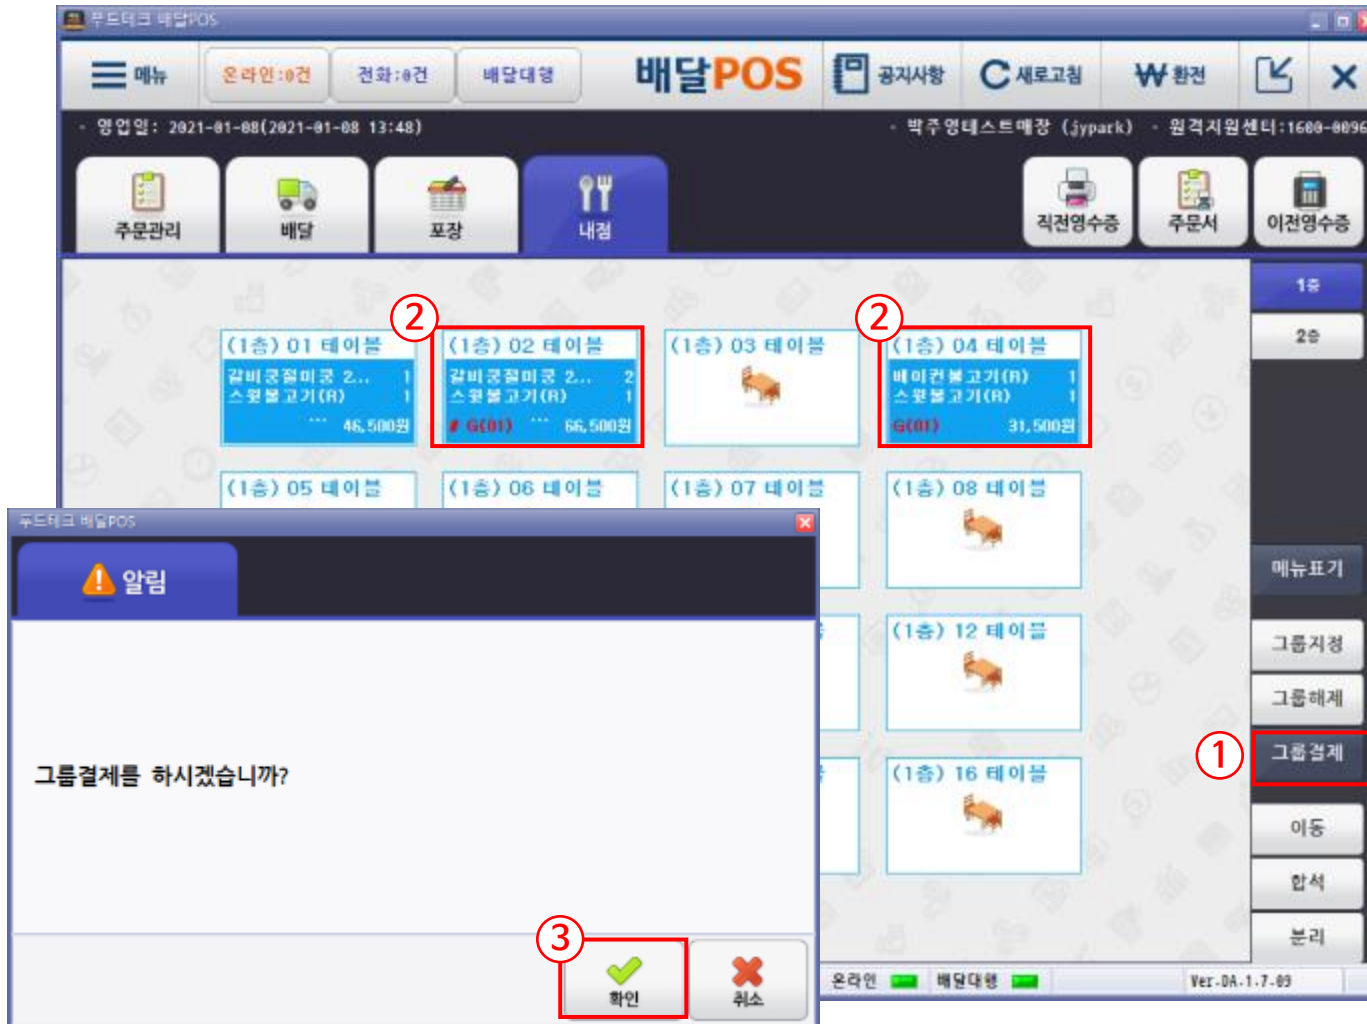 푸드테크 배달POS
메뉴
온라인:0건
전화:0건
배달대행
배달POS
공지사항
새로고침
₩ 환전
- 영업일: 2021-01-08(2021-01-08 13:48)
- 박주영테스트매장 (jypark)
- 원격지원센터:1600-0096
주문관리
배달
포장
내점
직전영수증
주문서
이전영수증
1층
2층
②
②
(1층) 01 테이블
갈비쿵절미쿵 2... 1
스윗불고기(R) 1
... 46,500원
(1층) 02 테이블
갈비쿵절미쿵 2... 2
스윗불고기(R) 1
# G(01) ... 66,500원
(1층) 03 테이블
(1층) 04 테이블
베이컨불고기(R) 1
스윗불고기(R) 1
G(01) 31,500원
(1층) 05 테이블
(1층) 06 테이블
(1층) 07 테이블
(1층) 08 테이블
(1층) 12 테이블
(1층) 16 테이블
메뉴표기
그룹지정
그룹해제
①
그룹결제
이동
합석
분리
푸드테크 배달POS
알림
그룹결제를 하시겠습니까?
③
확인
취소
온라인
배달대행
Ver.DA.1.7.09